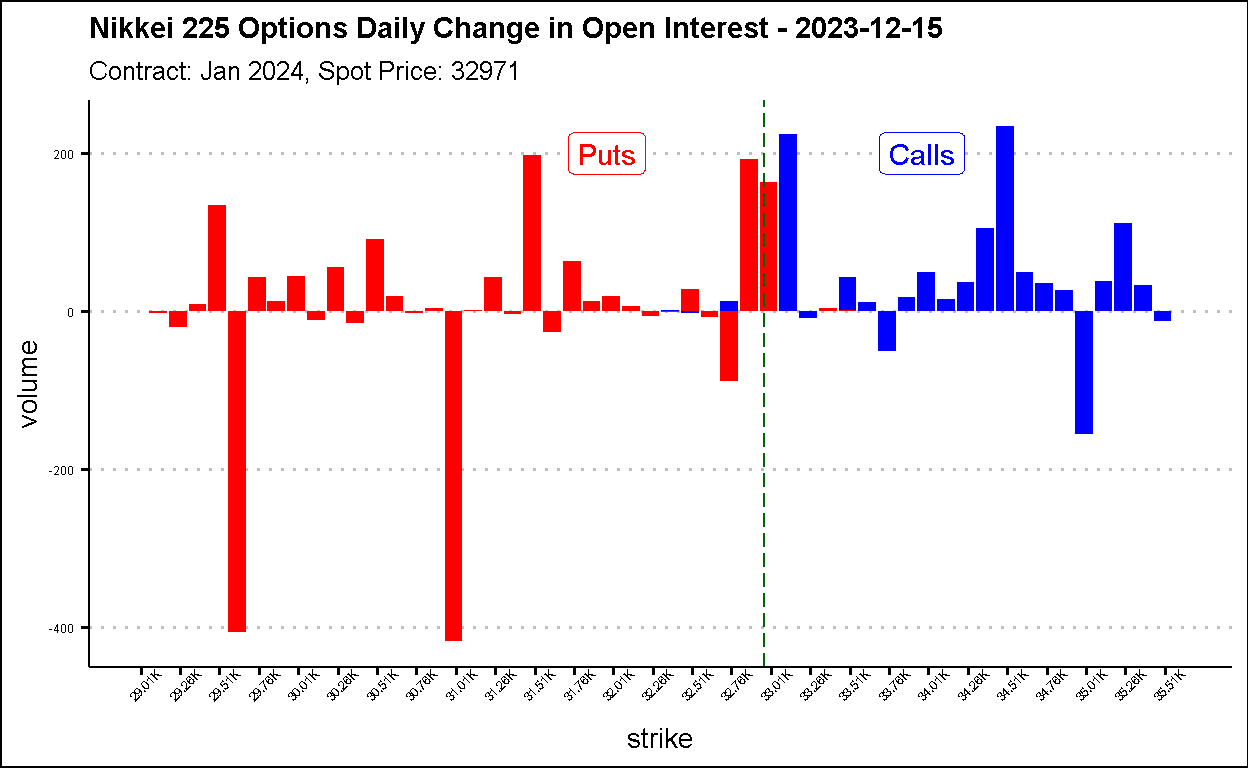 Nikkei 225 Options Daily Change in Open Interest - 2023-12-15
Contract: Jan 2024, Spot Price: 32971
Puts
Calls
200
0
-200
-400
volume
29.01K 29.26K 29.51K 29.76K 30.01K 30.26K 30.51K 30.76K 31.01K 31.26K 31.51K 31.76K 32.01K 32.26K 32.51K 32.76K 33.01K 33.26K 33.51K 33.76K 34.01K 34.26K 34.51K 34.76K 35.01K 35.26K 35.51K
strike